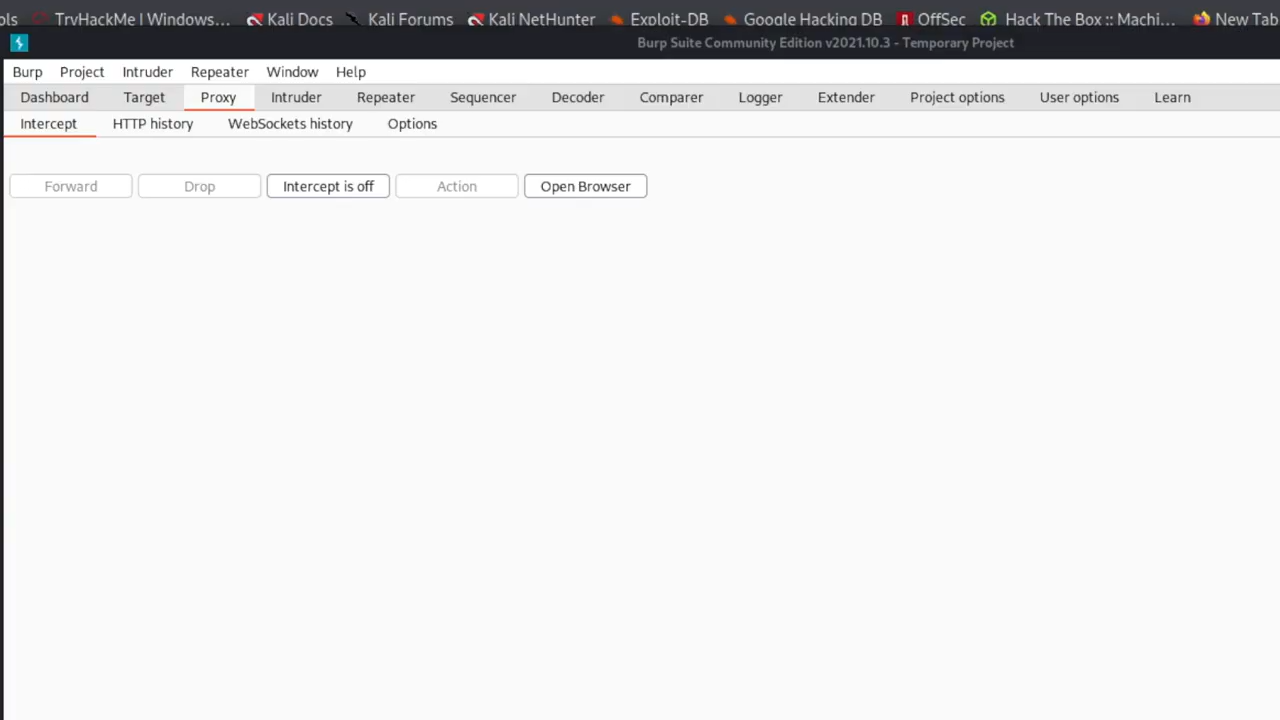 ols TryHackMe | Windows... Kali Docs Kali Forums Kali NetHunter Exploit-DB Google Hacking DB OffSec Hack The Box :: Machi... New Tab
Burp Suite Community Edition v2021.10.3 - Temporary Project
Burp Project Intruder Repeater Window Help
Dashboard Target Proxy Intruder Repeater Sequencer Decoder Comparer Logger Extender Project options User options Learn
Intercept HTTP history WebSockets history Options
Forward Drop Intercept is off Action Open Browser